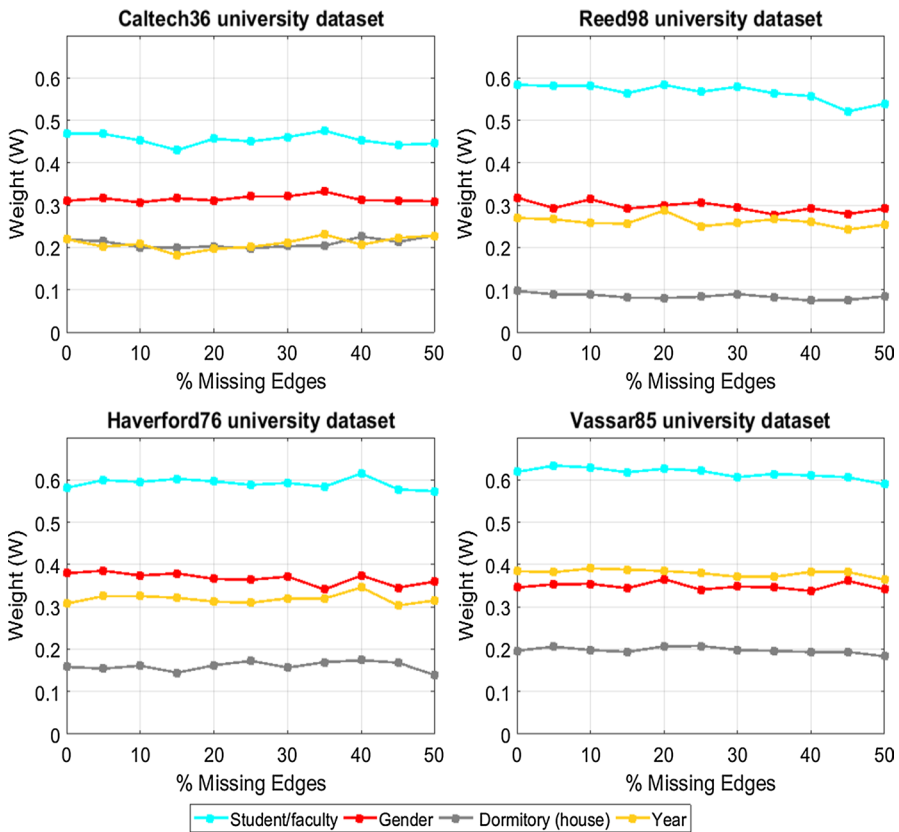 Caltech36 university dataset
Weight (W)
0.6
0.5
0.4
0.3
0.2
0.1
0
0 10 20 30 40 50
% Missing Edges
Reed98 university dataset
Weight (W)
0.6
0.5
0.4
0.3
0.2
0.1
0
0 10 20 30 40 50
% Missing Edges
Haverford76 university dataset
Weight (W)
0.6
0.5
0.4
0.3
0.2
0.1
0
0 10 20 30 40 50
% Missing Edges
Vassar85 university dataset
Weight (W)
0.6
0.5
0.4
0.3
0.2
0.1
0
0 10 20 30 40 50
% Missing Edges
Student/faculty Gender Dormitory (house) Year